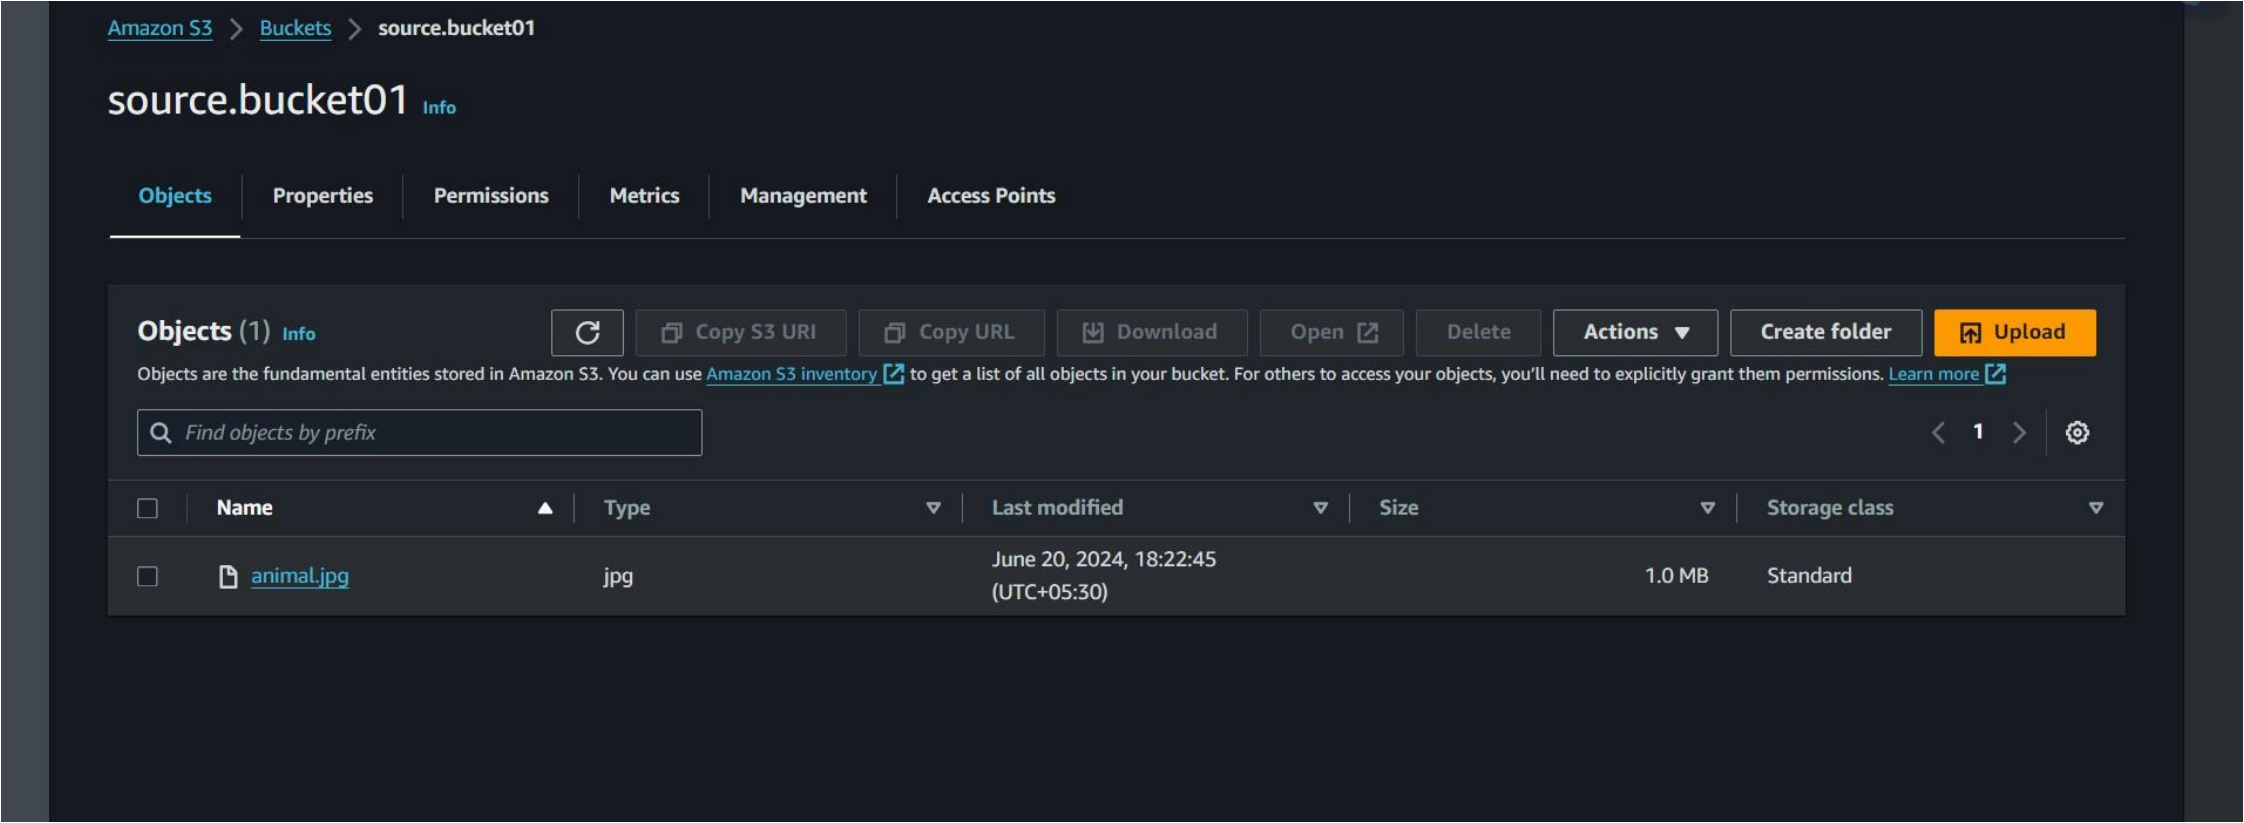 Amazon S3 > Buckets > source.bucket01
source.bucket01 Info
Objects Properties Permissions Metrics Management Access Points
Objects (1) Info Copy S3 URI Copy URL Download Open Delete Actions Create folder Upload
Objects are the fundamental entities stored in Amazon S3. You can use Amazon S3 inventory to get a list of all objects in your bucket. For others to access your objects, you'll need to explicitly grant them permissions. Learn more
Find objects by prefix 1
Name Type Last modified Size Storage class
animal.jpg jpg June 20, 2024, 18:22:45 1.0 MB Standard
(UTC+05:30)